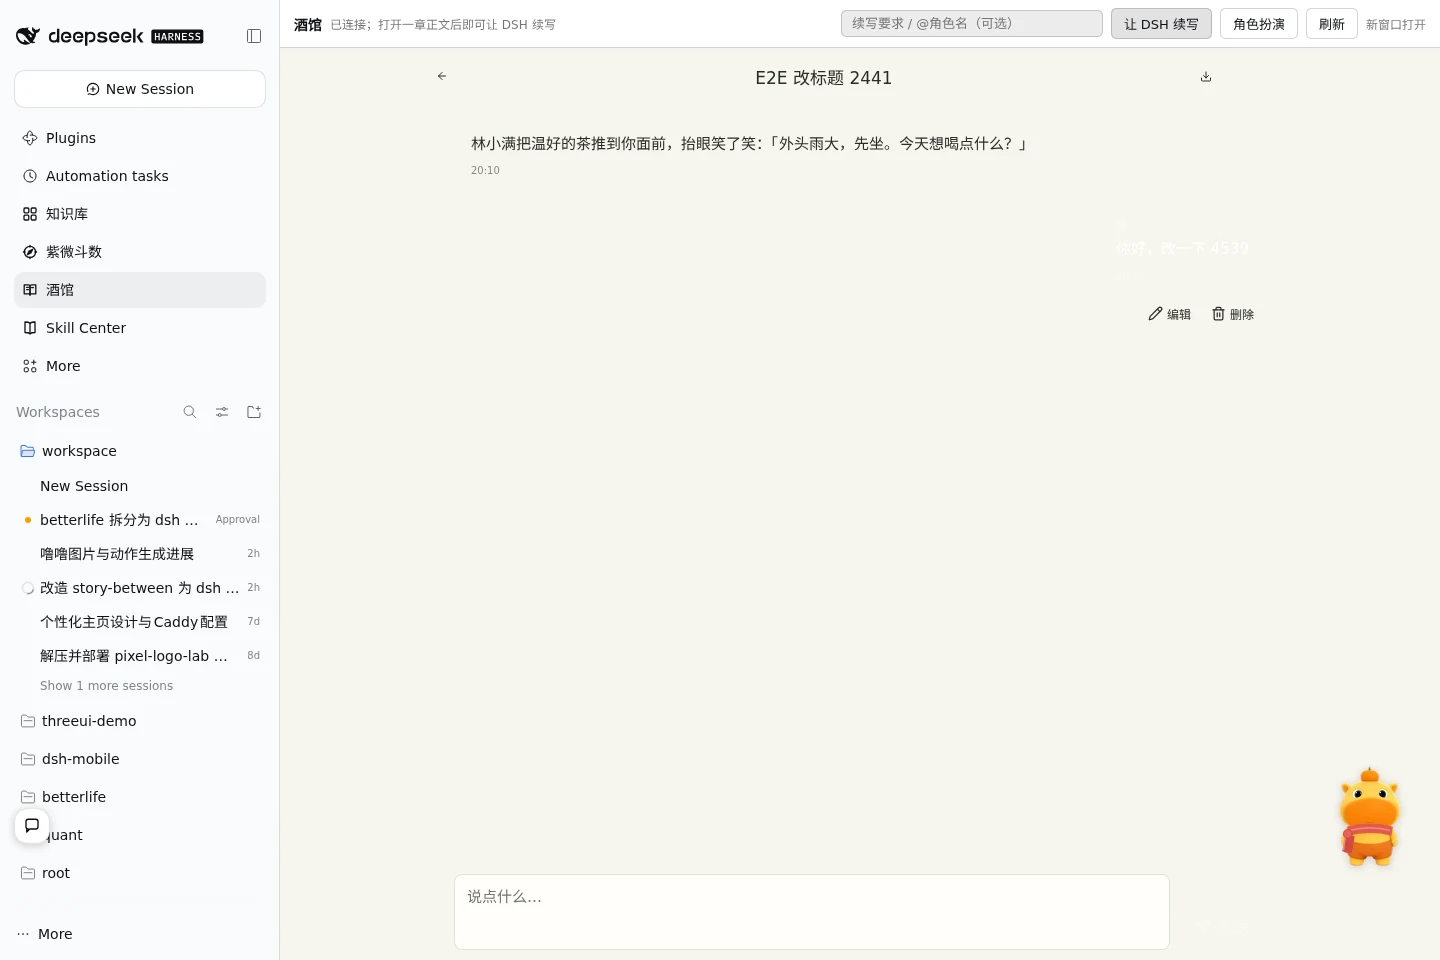 deepseek HARNESS
New Session
Plugins
Automation tasks
知识库
紫微斗数
酒馆
Skill Center
More
Workspaces
workspace
New Session
betterlife 拆分为 dsh ... Approval
噜噜图片与动作生成进展 2h
改造 story-between 为 dsh ... 2h
个性化主页设计与Caddy配置 7d
解压并部署 pixel-logo-lab ... 8d
Show 1 more sessions
threeui-demo
dsh-mobile
betterlife
quant
root
More
酒馆 已连接；打开一章正文后即可让 DSH 续写 续写要求 / @角色名（可选） 让 DSH 续写 角色扮演 刷新 新窗口打开
E2E 改标题 2441
林小满把温好的茶推到你面前，抬眼笑了笑：「外头雨大，先坐。今天想喝点什么？」
20:10
你好，改一下 4539
编辑 删除
说点什么...